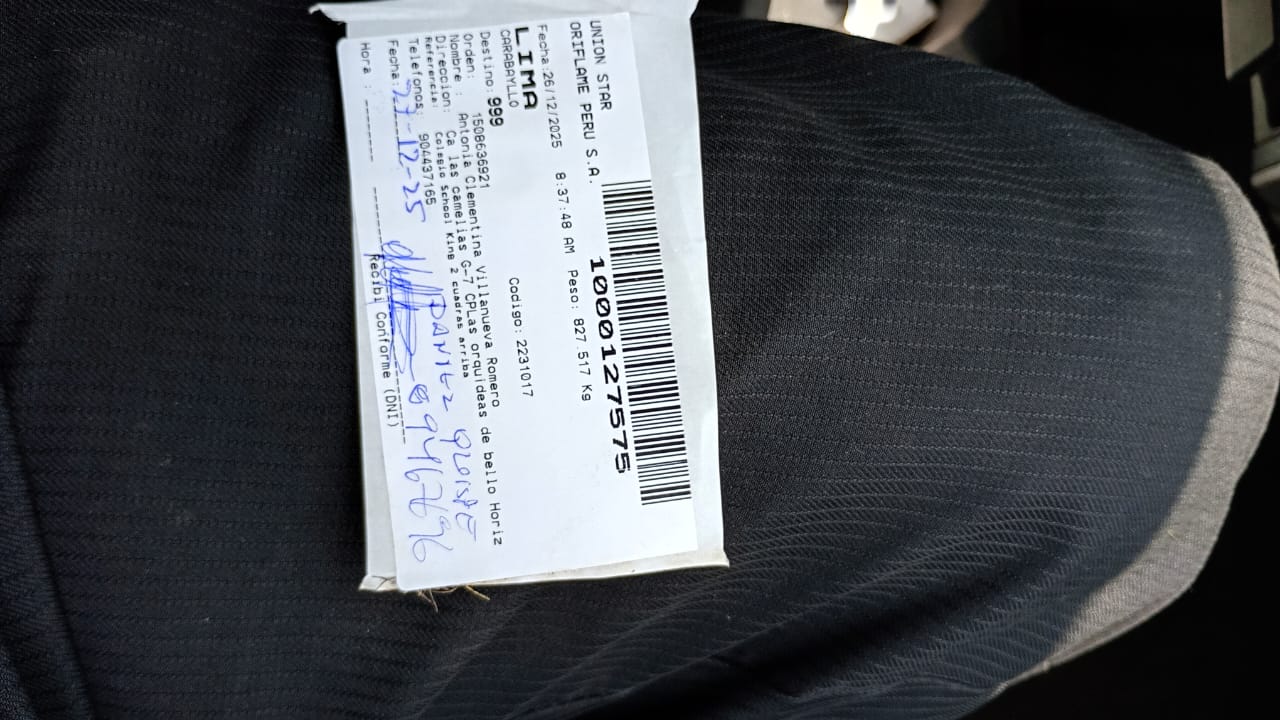 UNION STAR
ORIFLAME PERU S.A.
1000127575
Fecha:26/12/2025 8:37:48 AM Peso: 827.517 Kg
LIMA
CARABAYLLO Codigo: 2231017
Destino: 999
Orden: 1508636921
Nombre : Antonia Clementina Villanueva Romero
Direccion: Ca las camelias G-7 CPLas orquideas de bello Horiz
Referencia: Colegio School King 2 cuadras arriba
Telefonos: 904437165
Fecha: 27-12-25
Hora :
Recibi Conforme (DNI)